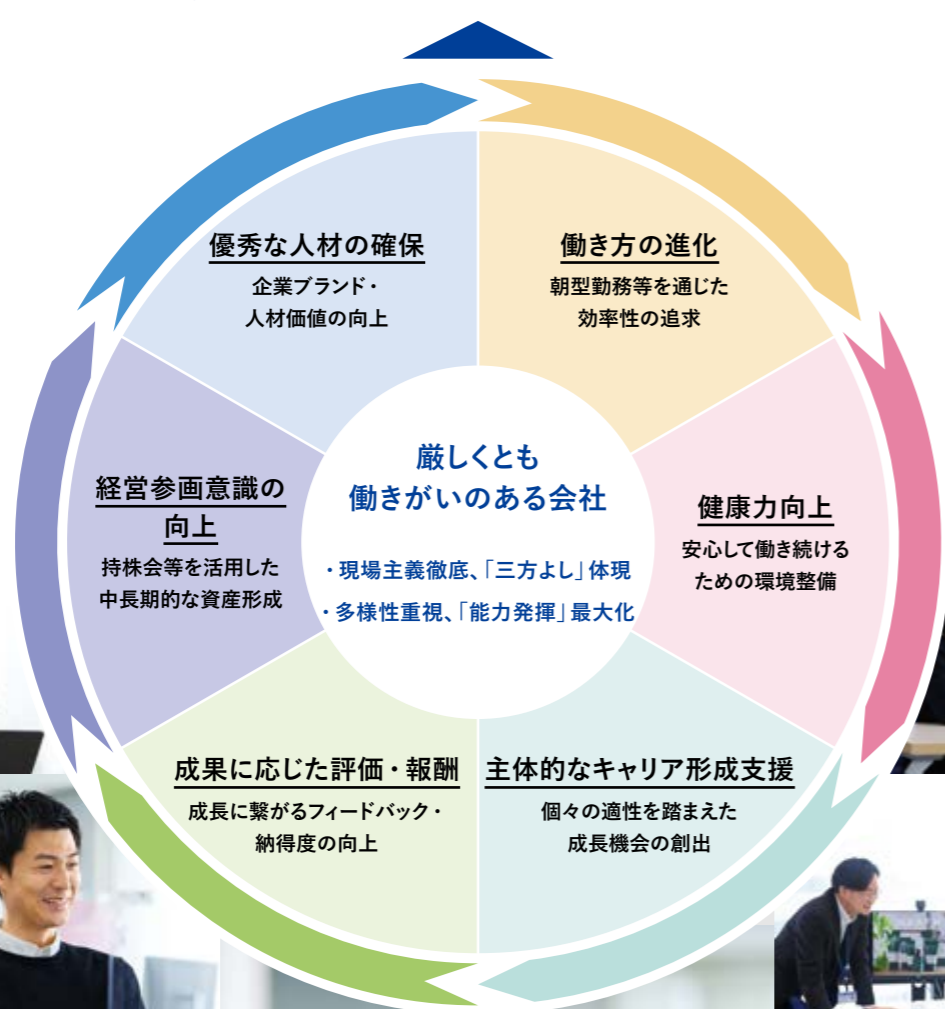 優秀な人材の確保
企業ブランド・
人材価値の向上
働き方の進化
朝型勤務等を通じた
効率性の追求
健康力向上
安心して働き続ける
ための環境整備
主体的なキャリア形成支援
個々の適性を踏まえた
成長機会の創出
成果に応じた評価・報酬
成長に繋がるフィードバック・
納得度の向上
経営参画意識の
向上
持株会等を活用した
中長期的な資産形成
厳しくとも
働きがいのある会社
・現場主義徹底、「三方よし」体現
・多様性重視、「能力発揮」最大化